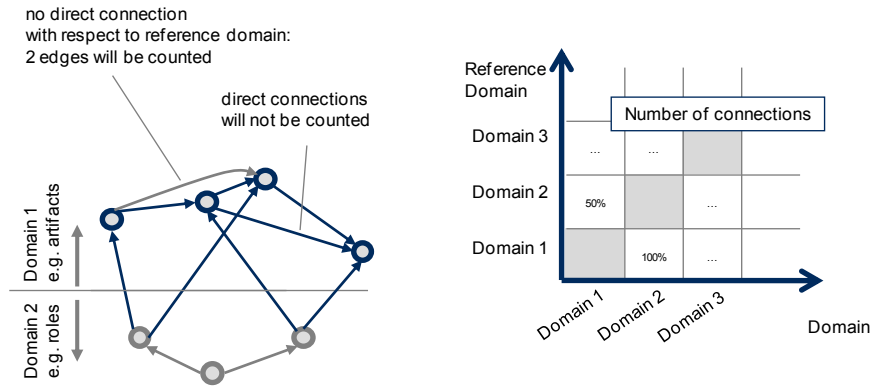 no direct connection
with respect to reference domain:
2 edges will be counted
direct connections
will not be counted
Domain 1
e.g. artifacts
Domain 2
e.g. roles
Reference
Domain
Number of connections
Domain 3
... ...
Domain 2
50% ...
Domain 1
100% ...
Domain 1
Domain 2
Domain 3
Domain